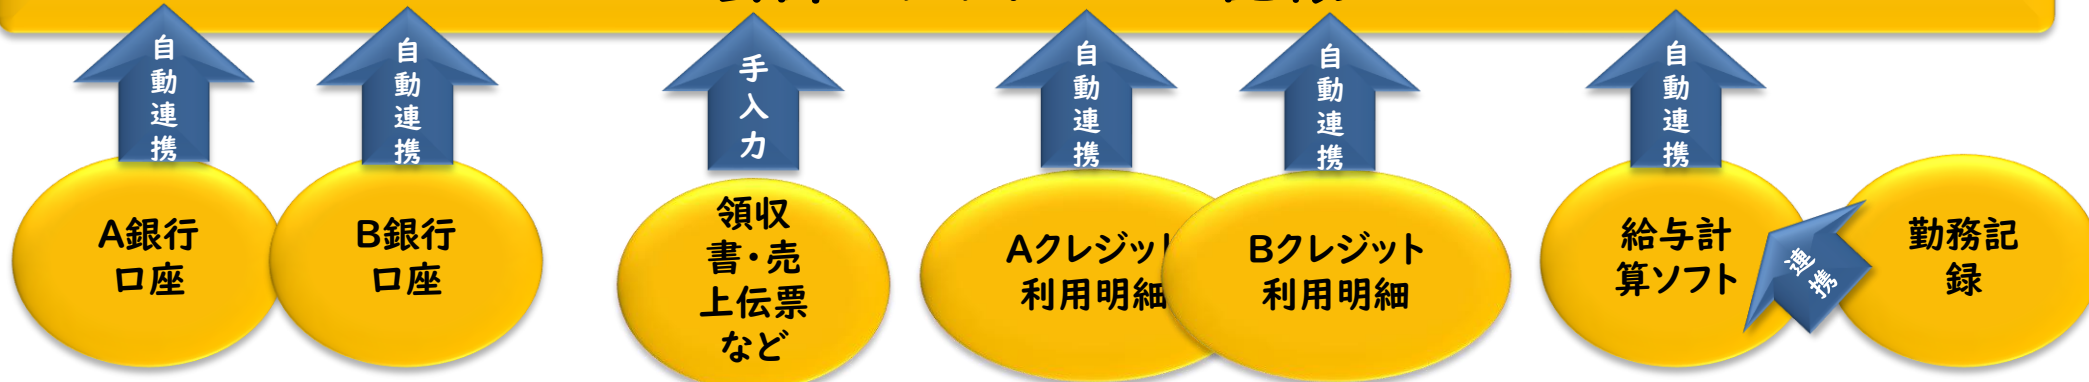 自動連携
自動連携
手入力
自動連携
自動連携
自動連携
A銀行
口座
B銀行
口座
領収
書・売
上伝票
など
Aクレジット
利用明細
Bクレジット
利用明細
給与計
算ソフト
連携
勤務記
録